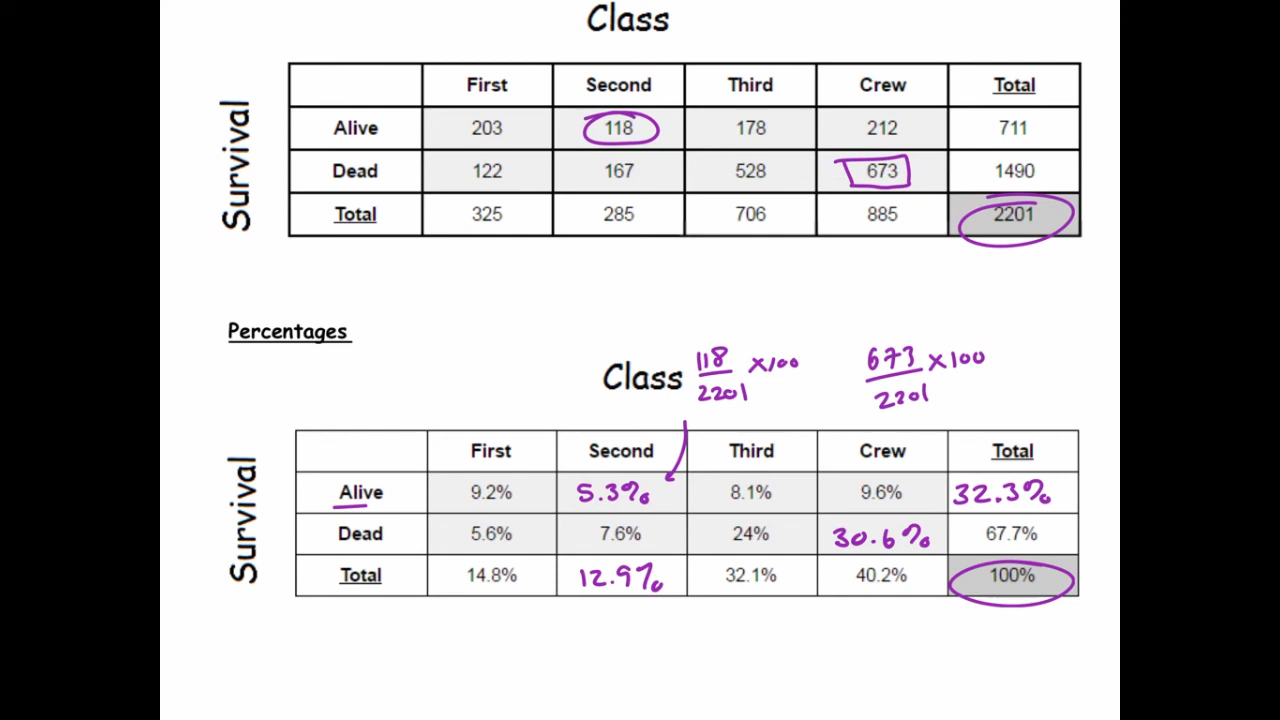 Class
Survival
First Second Third Crew Total
Alive 203 118 178 212 711
Dead 122 167 528 673 1490
Total 325 285 706 885 2201
Percentages
Class
118/2201 ×100
673/2201 ×100
Survival
First Second Third Crew Total
Alive 9.2% 5.3% 8.1% 9.6% 32.3%
Dead 5.6% 7.6% 24% 30.6% 67.7%
Total 14.8% 12.9% 32.1% 40.2% 100%